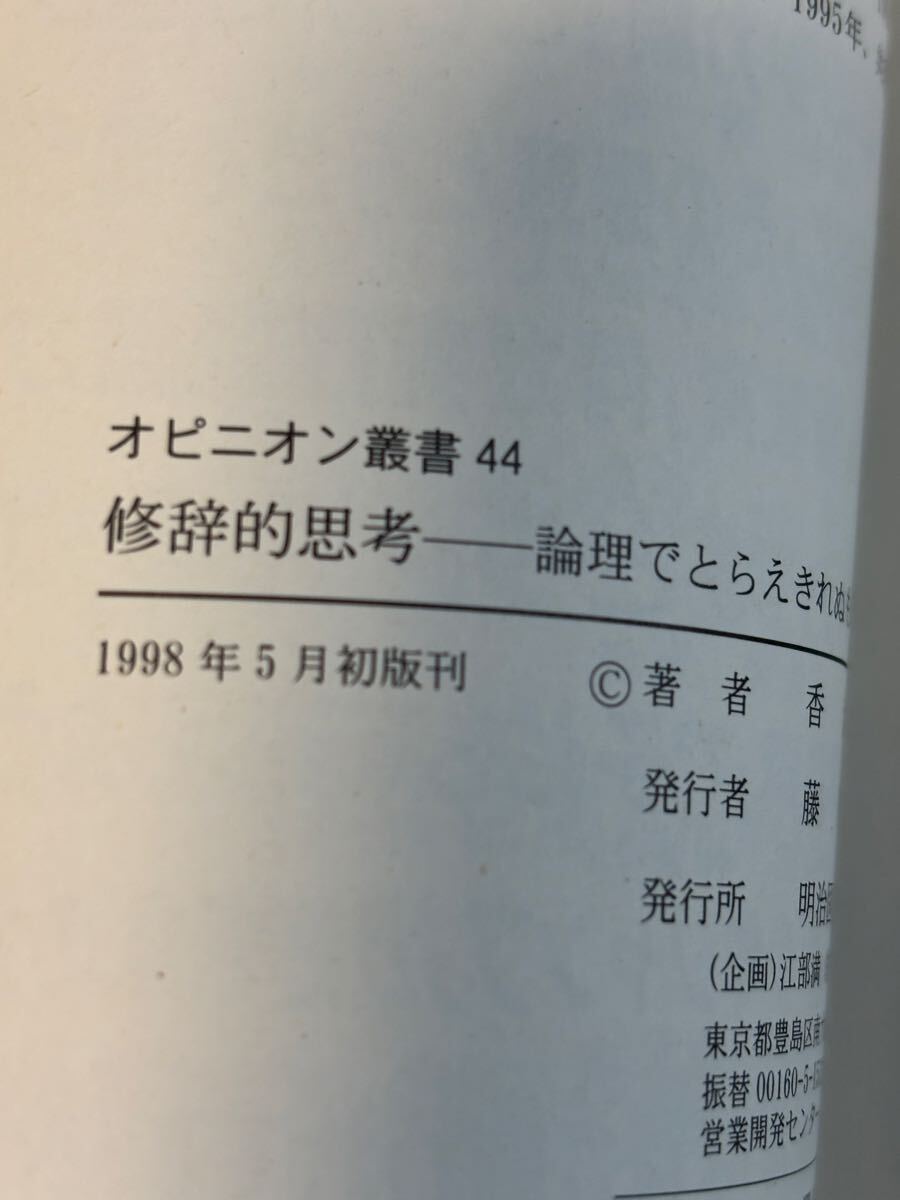 1995年、
オピニオン叢書 44
修辞的思考——論理でとらえきれぬ
1998 年 5 月初版刊
©著 者 香
発行者 藤
発行所 明治図
(企画)江部満
東京都豊島区南
振替 00160-5-
営業開発センター